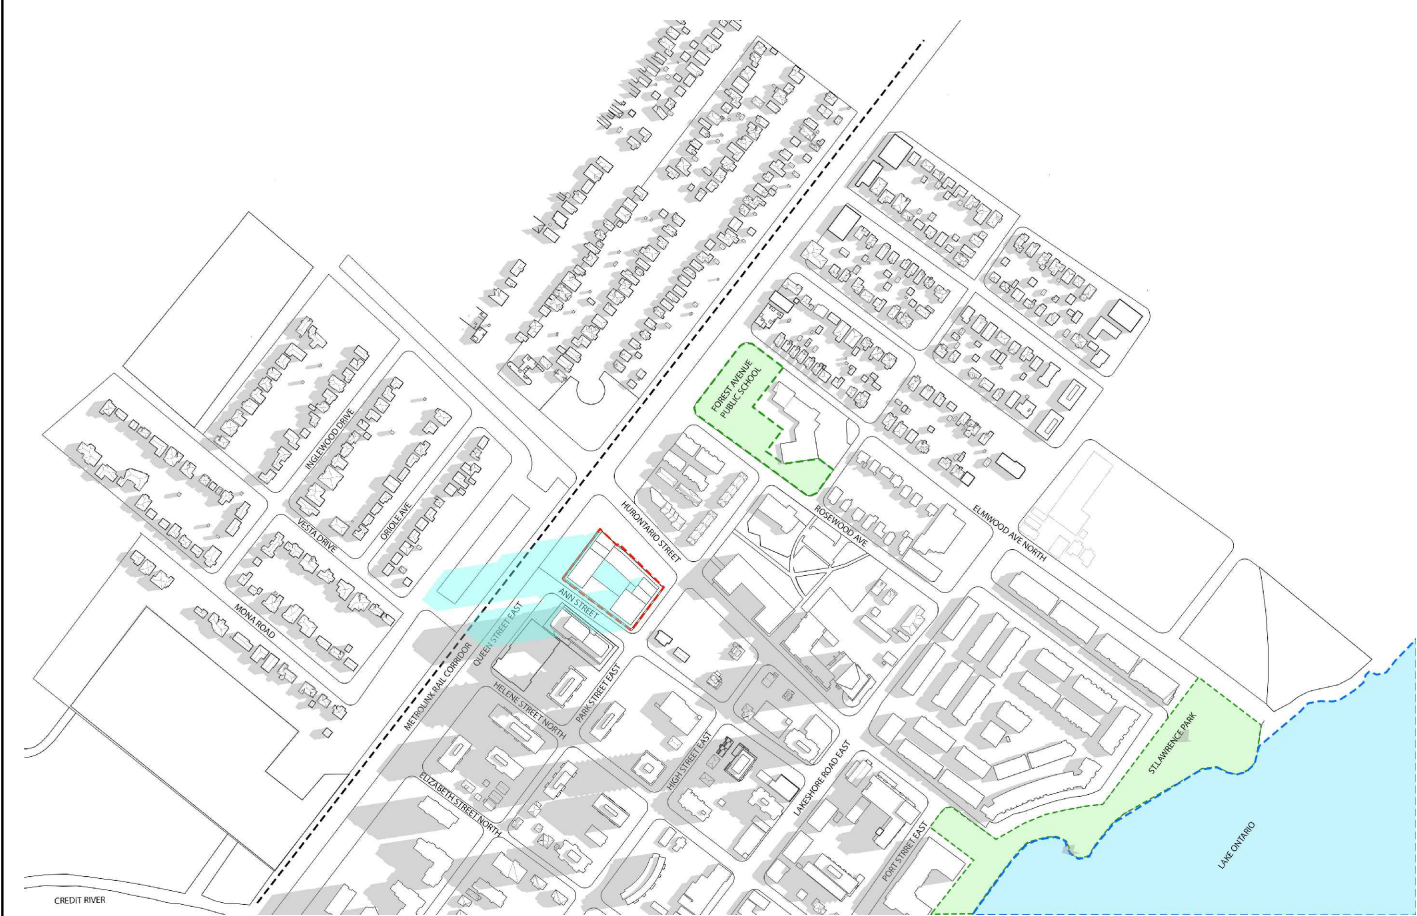 FOREST AVENUE
PUBLIC SCHOOL
INGLEWOOD DRIVE
ORIOLE AVE
VESTA DRIVE
MONA ROAD
HURONTARIO STREET
ROSEWOOD AVE
ELMWOOD AVE NORTH
ANN STREET
QUEEN STREET EAST
METROLINX RAIL CORRIDOR
HELENE STREET NORTH
PARK STREET EAST
HIGH STREET EAST
ELIZABETH STREET NORTH
LAKESHORE ROAD EAST
PORT STREET EAST
ST.LAWRENCE PARK
LAKE ONTARIO
CREDIT RIVER